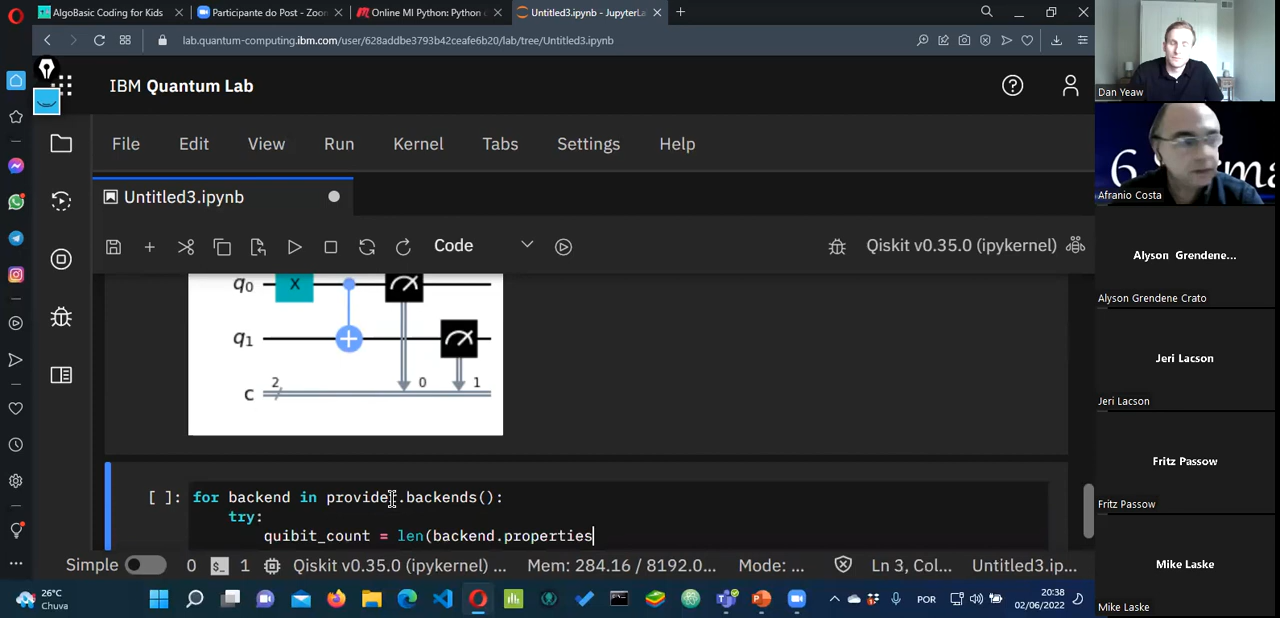 AlgoBasic Coding for Kids
Participante do Post - Zoon
Online MI Python: Python c
Untitled3.ipynb - JupyterLa
lab.quantum-computing.ibm.com/user/628addbe3793b42ceafe6b20/lab/tree/Untitled3.ipynb
IBM Quantum Lab
File Edit View Run Kernel Tabs Settings Help
Untitled3.ipynb
Code
Qiskit v0.35.0 (ipykernel)
q0 X
q1
c 2 0 1
[ ]: for backend in provider.backends():
try:
quibit_count = len(backend.properties
Simple 0 $_ 1 Qiskit v0.35.0 (ipykernel) ... Mem: 284.16 / 8192.0... Mode: ... Ln 3, Col... Untitled3.ip...
26°C
Chuva
POR
20:38
02/06/2022
Dan Yeaw
6
Afranio Costa
Alyson Grendene...
Alyson Grendene Crato
Jeri Lacson
Jeri Lacson
Fritz Passow
Fritz Passow
Mike Laske
Mike Laske